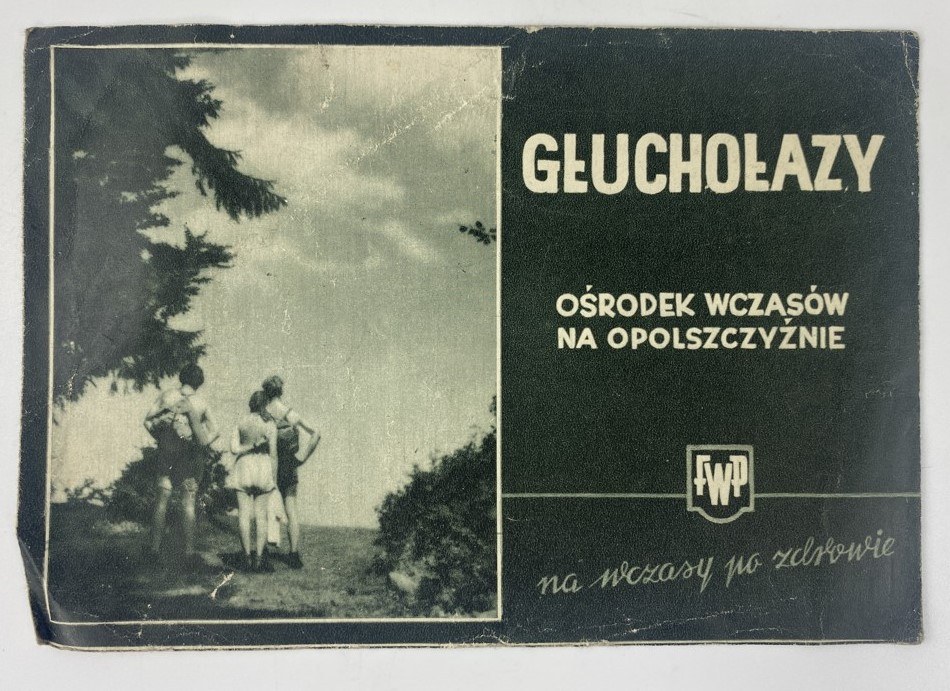 GŁUCHOŁAZY
OŚRODEK WCZASÓW
NA OPOLSZCZYŹNIE
FWP
na wczasy po zdrowie